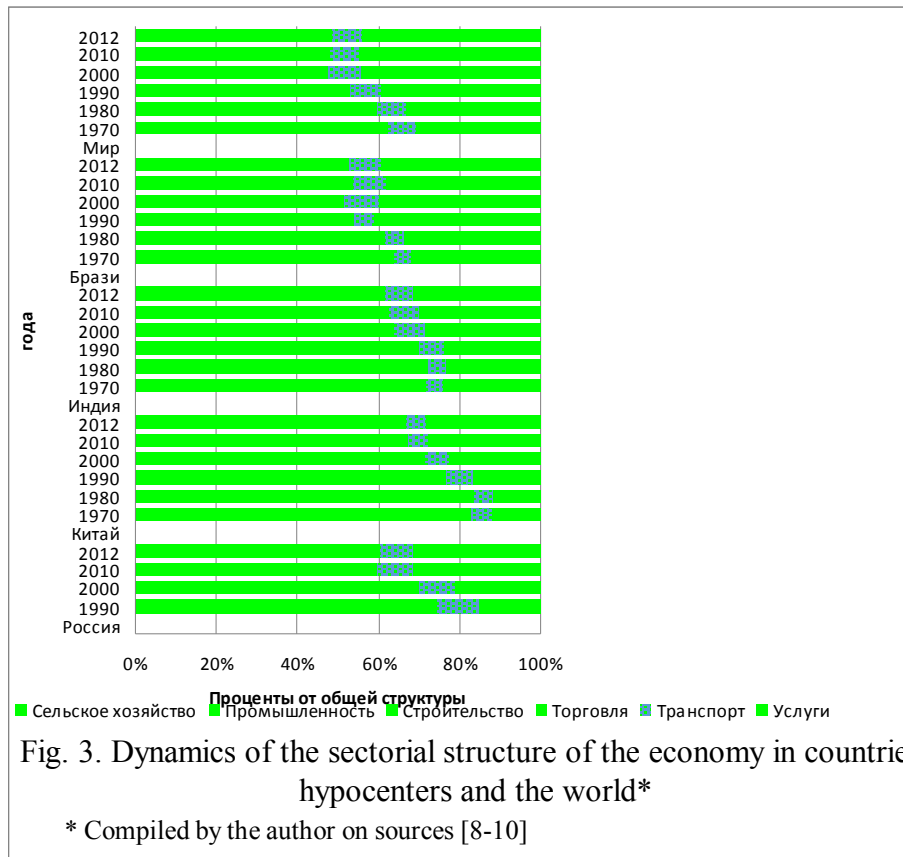 2012
2010
2000
1990
1980
1970
Мир
2012
2010
2000
1990
1980
1970
Брази
2012
2010
2000
1990
1980
1970
Индия
2012
2010
2000
1990
1980
1970
Китай
2012
2010
2000
1990
Россия
года
0% 20% 40% 60% 80% 100%
Проценты от общей структуры
Сельское хозяйство Промышленность Строительство Торговля Транспорт Услуги
Fig. 3. Dynamics of the sectorial structure of the economy in countrie
hypocenters and the world*
* Compiled by the author on sources [8-10]